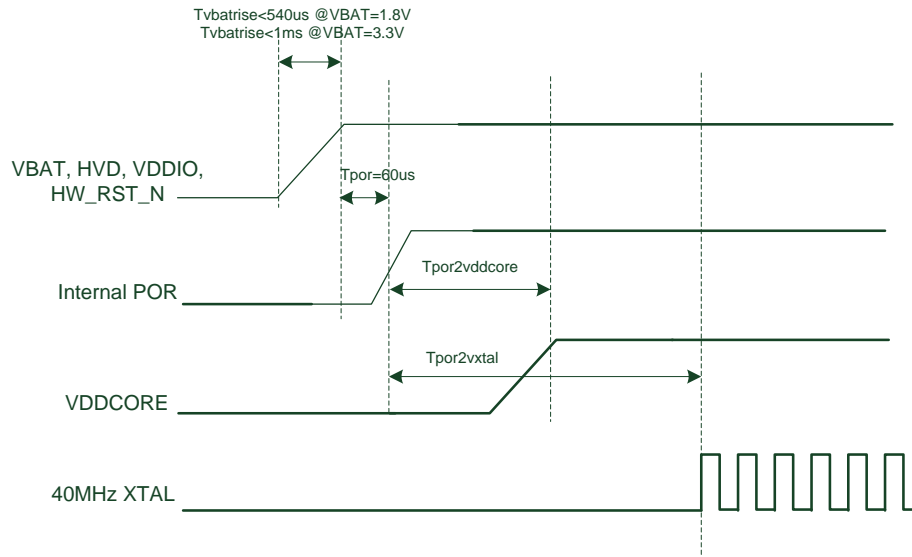 Tvbatrise<540us @VBAT=1.8V
Tvbatrise<1ms @VBAT=3.3V
VBAT, HVD, VDDIO,
HW_RST_N
Tpor=60us
Internal POR
Tpor2vddcore
Tpor2vxtal
VDDCORE
40MHz XTAL